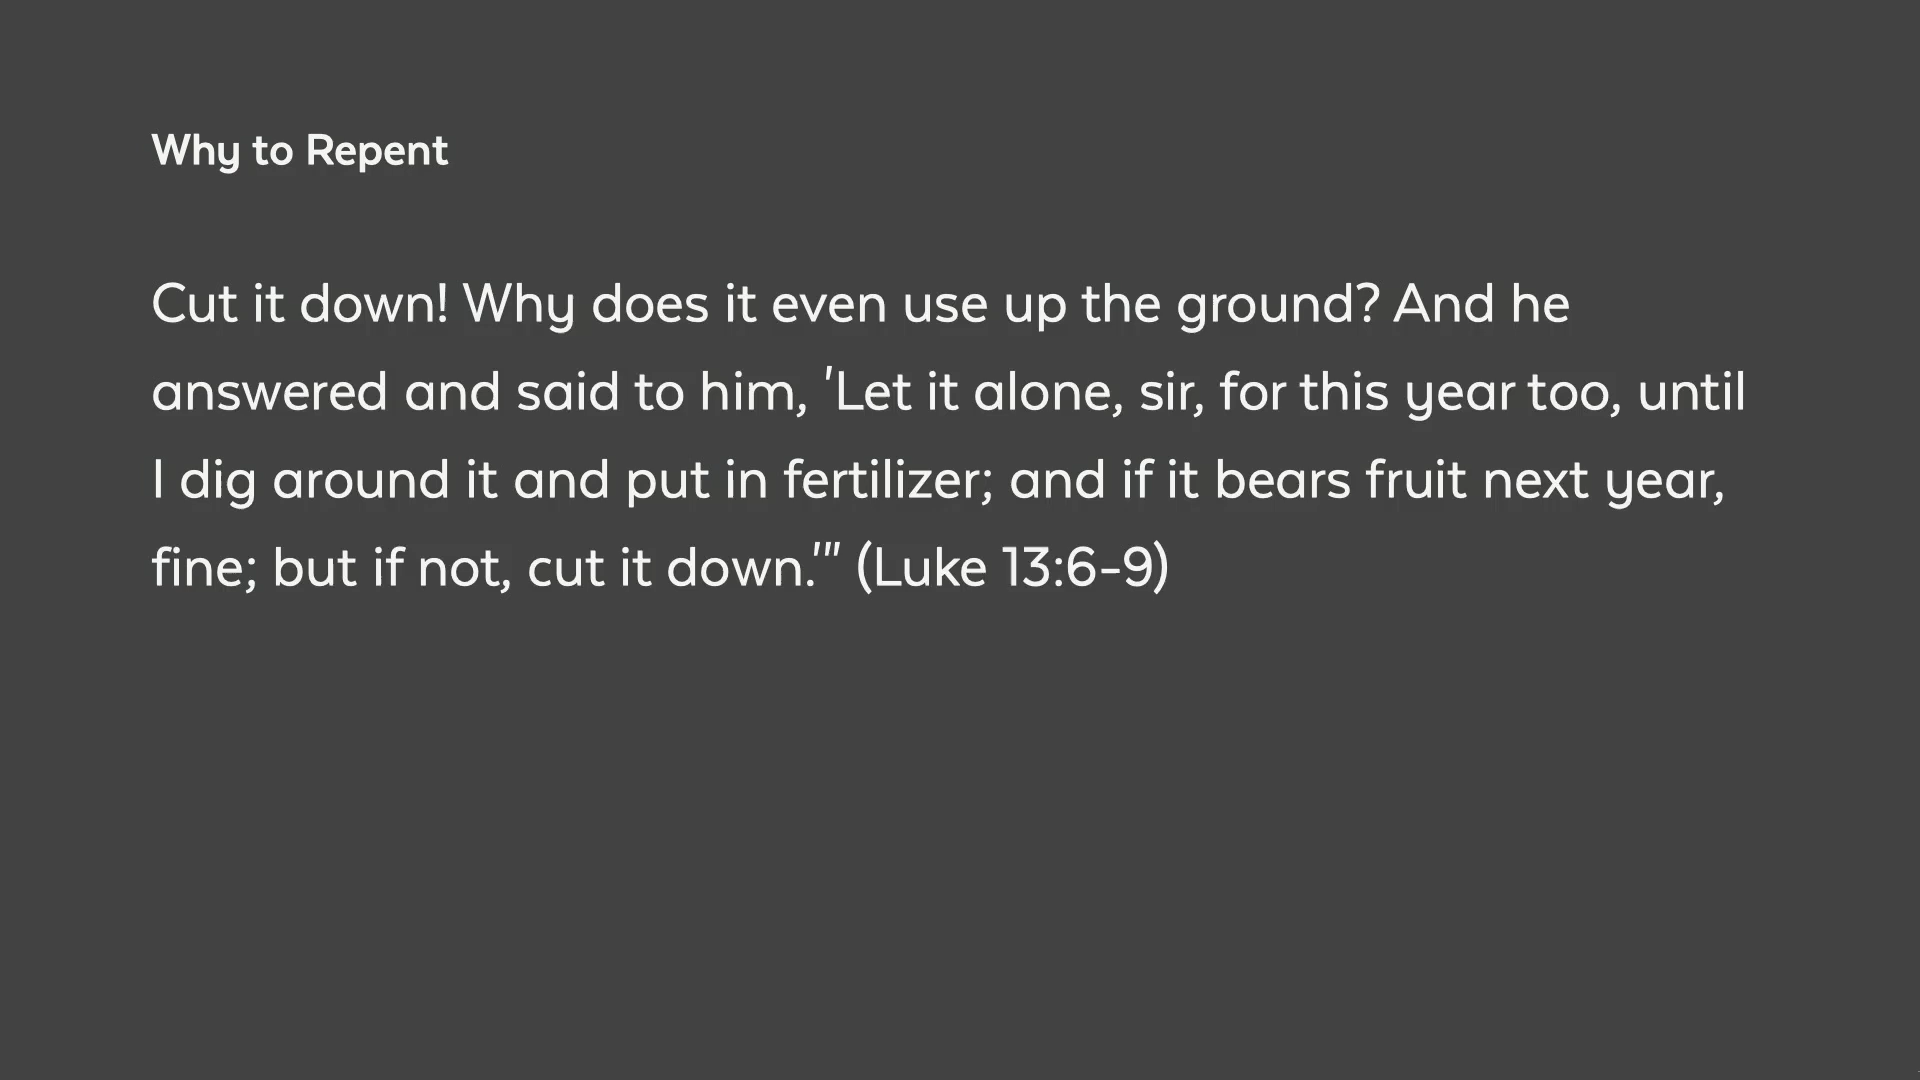 Why to Repent
Cut it down! Why does it even use up the ground? And he
answered and said to him, 'Let it alone, sir, for this year too, until
I dig around it and put in fertilizer; and if it bears fruit next year,
fine; but if not, cut it down.'" (Luke 13:6-9)